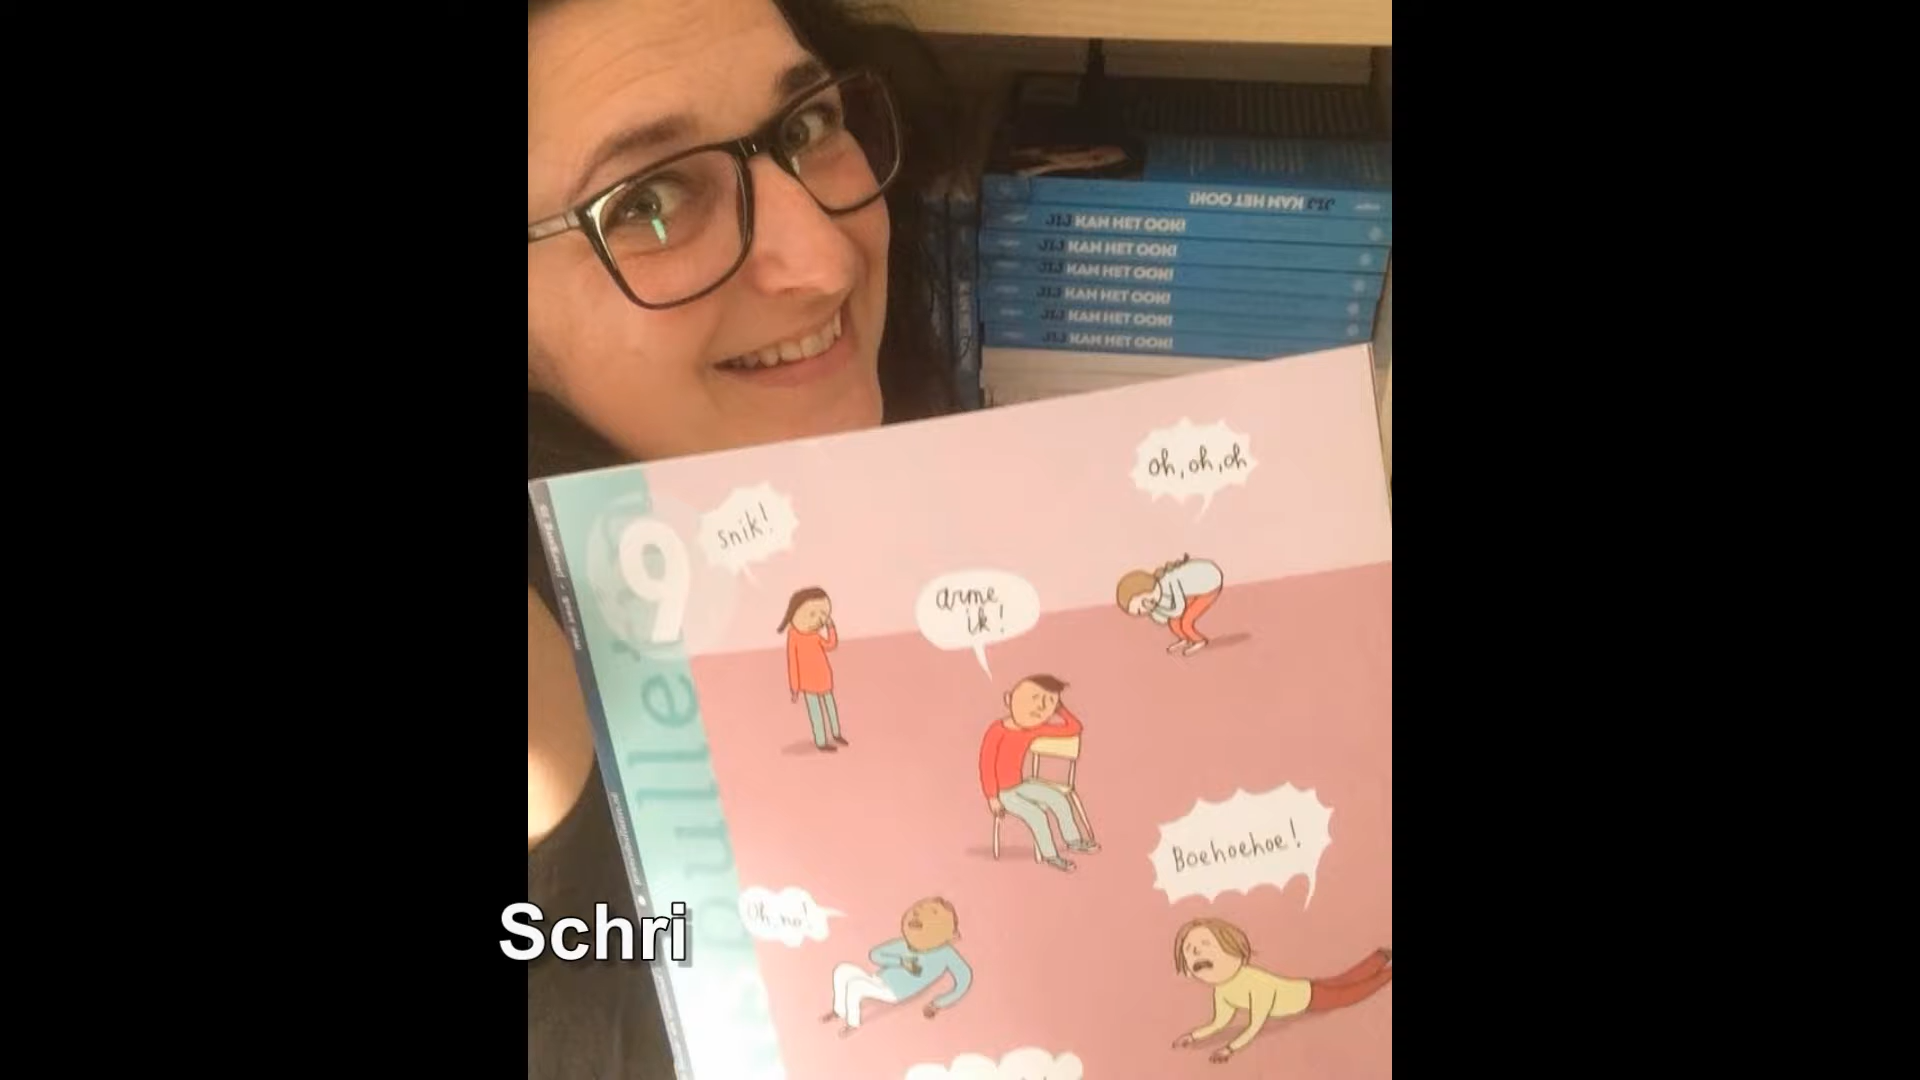 JIJ KAN HET OOK!
JIJ KAN HET OOK!
JIJ KAN HET OOK!
JIJ KAN HET OOK!
JIJ KAN HET OOK!
JIJ KAN HET OOK!
JIJ KAN HET OOK!
oh, oh, oh
snik!
9
arme
ik!
Boehoehoe!
Oh, no!
Schri